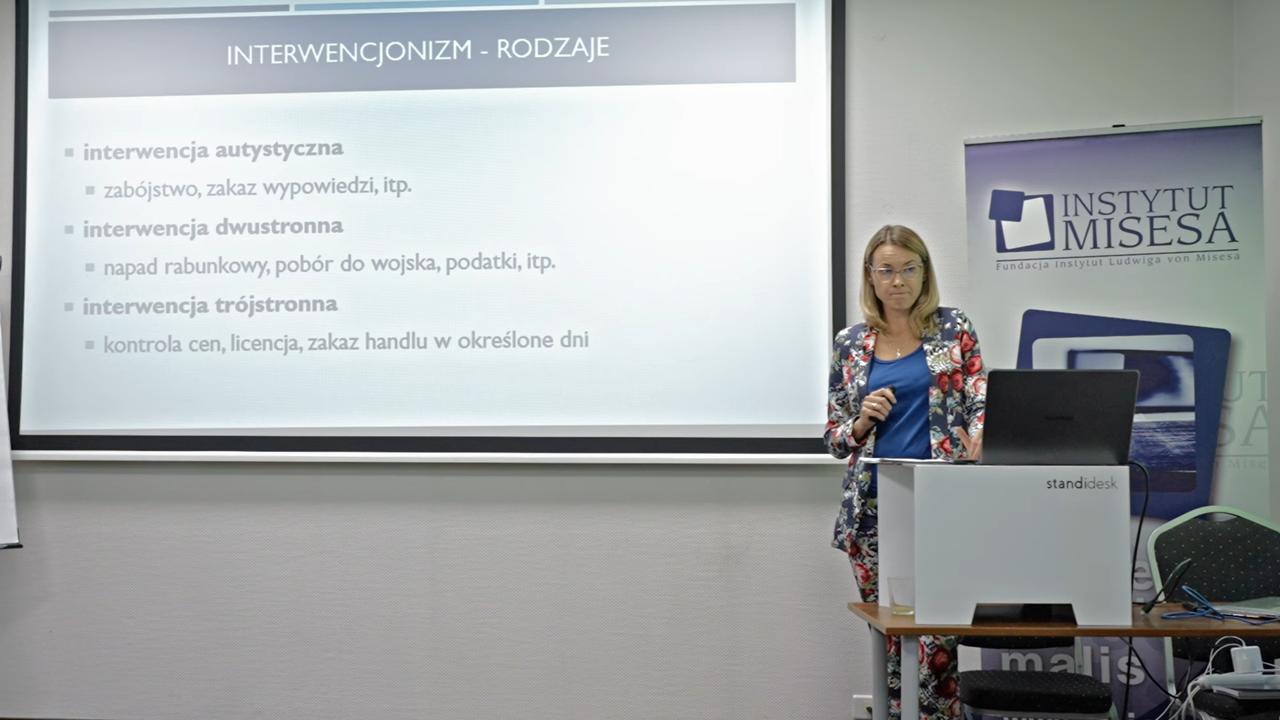 INTERWENCJONIZM - RODZAJE
interwencja autystyczna
zabójstwo, zakaz wypowiedzi, itp.
interwencja dwustronna
napad rabunkowy, pobór do wojska, podatki, itp.
interwencja trójstronna
kontrola cen, licencja, zakaz handlu w określone dni
INSTYTUT
MISESA
Fundacja Instytut Ludwiga von Misesa
standidesk
malis